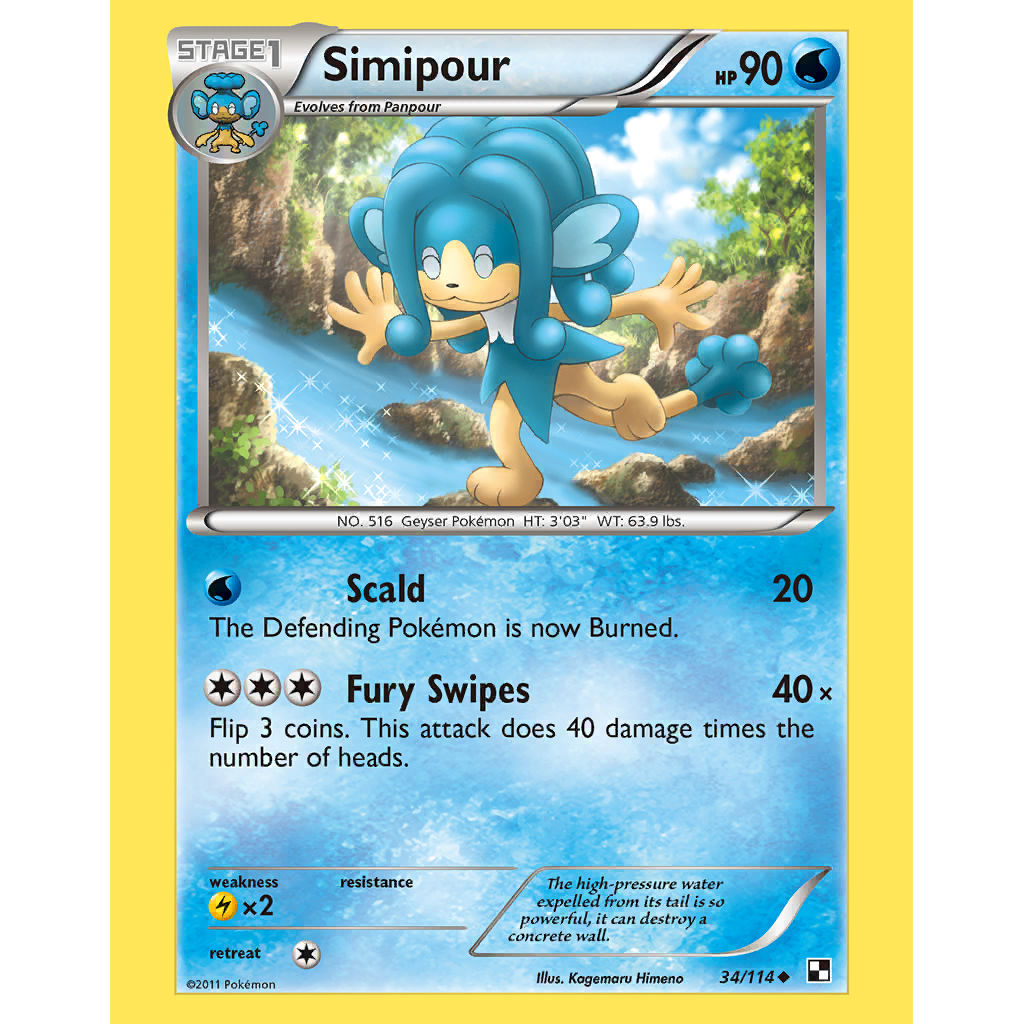 STAGE1
Simipour
HP 90
Evolves from Panpour
NO. 516 Geyser Pokémon HT: 3'03" WT: 63.9 lbs.
Scald 20
The Defending Pokémon is now Burned.
Fury Swipes 40×
Flip 3 coins. This attack does 40 damage times the
number of heads.
weakness resistance
×2
The high-pressure water
expelled from its tail is so
powerful, it can destroy a
concrete wall.
retreat
Illus. Kagemaru Himeno 34/114
©2011 Pokémon